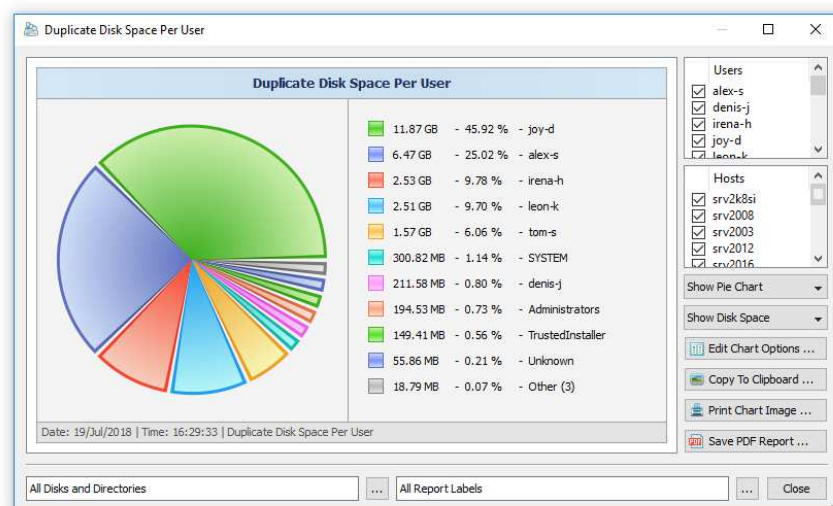 Duplicate Disk Space Per User
Duplicate Disk Space Per User
11.87 GB - 45.92 % - joy-d
6.47 GB - 25.02 % - alex-s
2.53 GB - 9.78 % - irena-h
2.51 GB - 9.70 % - leon-k
1.57 GB - 6.06 % - tom-s
300.82 MB - 1.14 % - SYSTEM
211.58 MB - 0.80 % - denis-j
194.53 MB - 0.73 % - Administrators
149.41 MB - 0.56 % - TrustedInstaller
55.86 MB - 0.21 % - Unknown
18.79 MB - 0.07 % - Other (3)
Date: 19/Jul/2018 | Time: 16:29:33 | Duplicate Disk Space Per User
Users
alex-s
denis-j
irena-h
joy-d
leon-k
Hosts
srv2k8si
srv2008
srv2003
srv2012
srv2016
Show Pie Chart
Show Disk Space
Edit Chart Options ...
Copy To Clipboard ...
Print Chart Image ...
Save PDF Report ...
All Disks and Directories
...
All Report Labels
...
Close